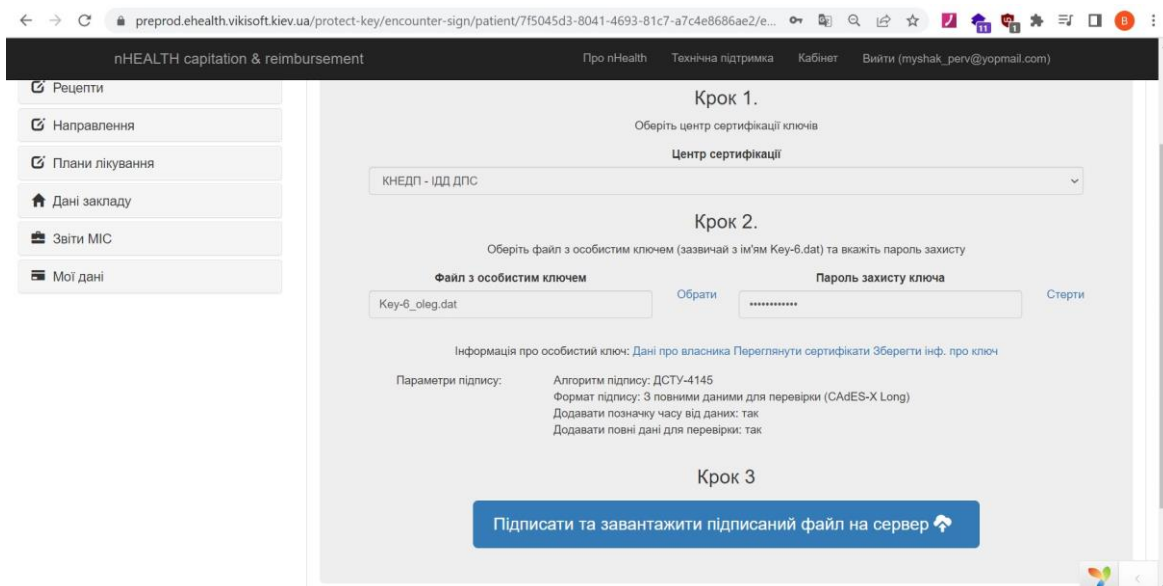 preprod.ehealth.vikisoft.kiev.ua/protect-key/encounter-sign/patient/7f5045d3-8041-4693-81c7-a7c4e8686ae2/e...
11
1
B
nHEALTH capitation & reimbursement
Про nHealth
Технічна підтримка
Кабінет
Вийти (myshak_perv@yopmail.com)
Рецепти
Направлення
Плани лікування
Дані закладу
Звіти МІС
Мої дані
Крок 1.
Оберіть центр сертифікації ключів
Центр сертифікації
КНЕДП - ІДД ДПС
Крок 2.
Оберіть файл з особистим ключем (зазвичай з ім'ям Key-6.dat) та вкажіть пароль захисту
Файл з особистим ключем
Key-6_oleg.dat
Обрати
Пароль захисту ключа
••••••••••••
Стерти
Інформація про особистий ключ: Дані про власника Переглянути сертифікати Зберегти інф. про ключ
Параметри підпису:
Алгоритм підпису: ДСТУ-4145
Формат підпису: З повними даними для перевірки (CAdES-X Long)
Додавати позначку часу від даних: так
Додавати повні дані для перевірки: так
Крок 3
Підписати та завантажити підписаний файл на сервер